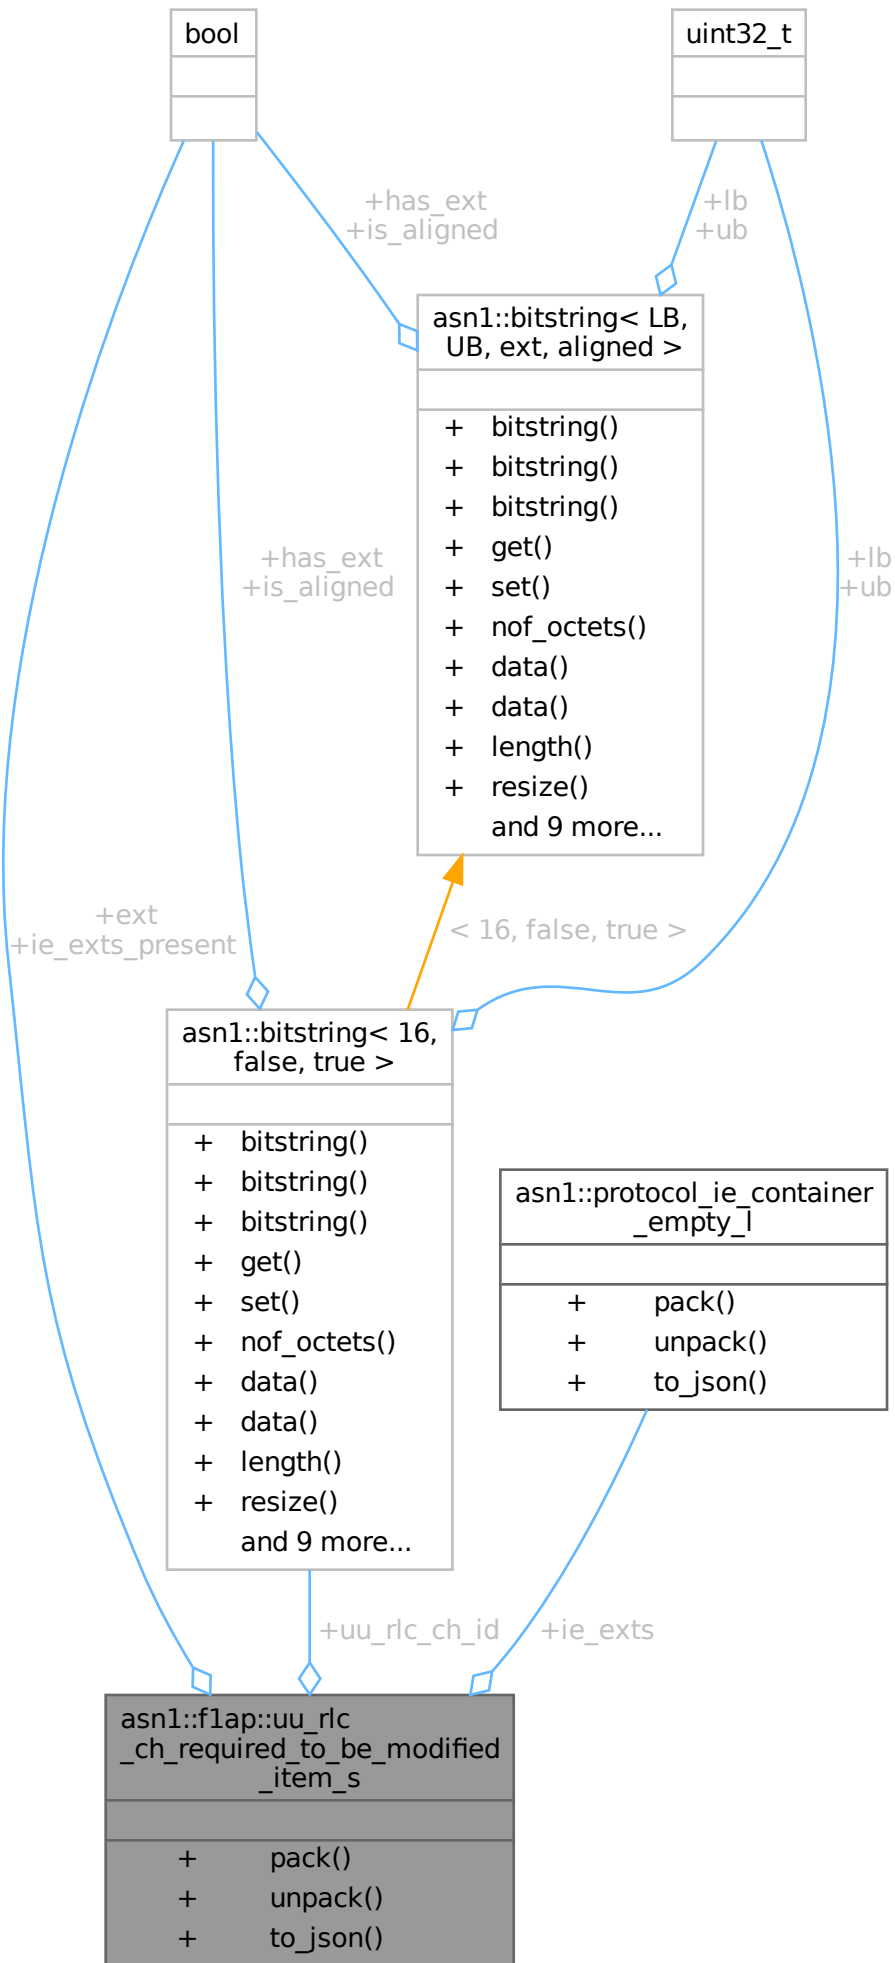 bool
uint32_t
+has_ext
+is_aligned
+lb
+ub
asn1::bitstring< LB,
UB, ext, aligned >
+ bitstring()
+ bitstring()
+ bitstring()
+ get()
+ set()
+ nof_octets()
+ data()
+ data()
+ length()
+ resize()
and 9 more...
+has_ext
+is_aligned
+lb
+ub
+ext
+ie_exts_present
< 16, false, true >
asn1::bitstring< 16,
false, true >
+ bitstring()
+ bitstring()
+ bitstring()
+ get()
+ set()
+ nof_octets()
+ data()
+ data()
+ length()
+ resize()
and 9 more...
asn1::protocol_ie_container
_empty_l
+ pack()
+ unpack()
+ to_json()
+uu_rlc_ch_id
+ie_exts
asn1::f1ap::uu_rlc
_ch_required_to_be_modified
_item_s
+ pack()
+ unpack()
+ to_json()